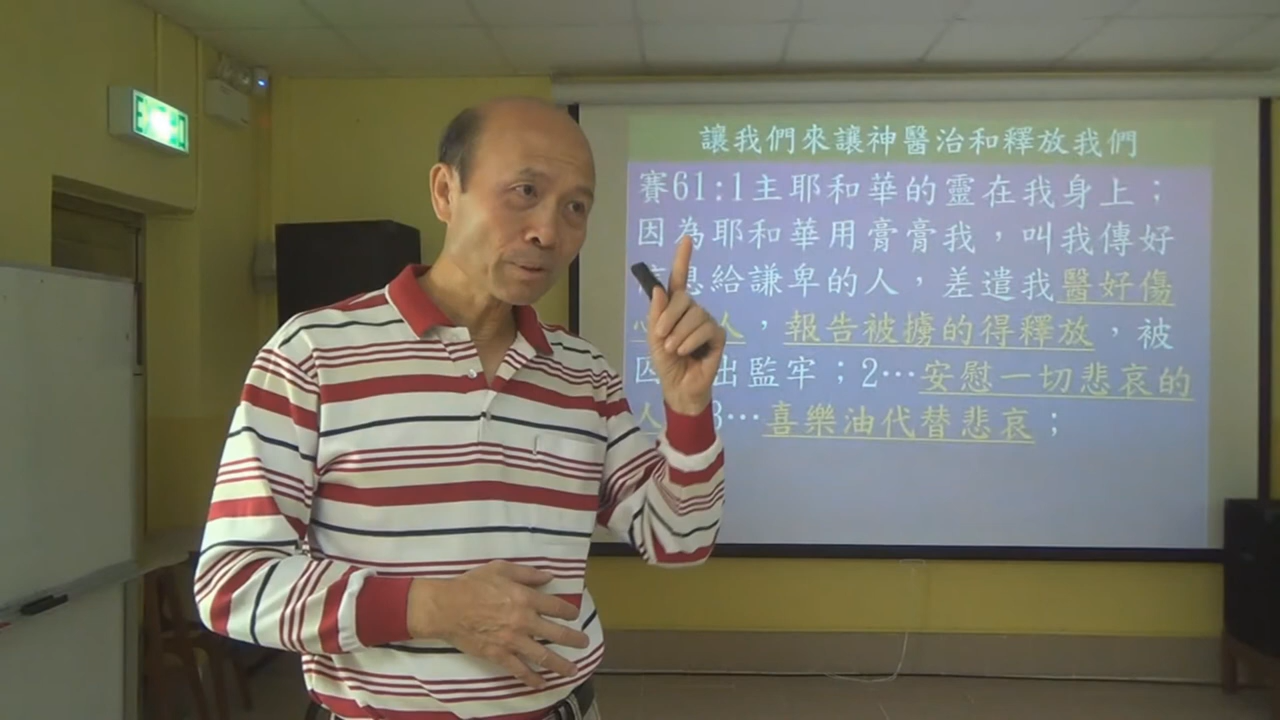 讓我們來讓神醫治和釋放我們
賽61:1主耶和華的靈在我身上；
因為耶和華用膏膏我，叫我傳好
息給謙卑的人，差遣我醫好傷
人，報告被擄的得釋放，被
出監牢；2…安慰一切悲哀的
人 3…喜樂油代替悲哀；